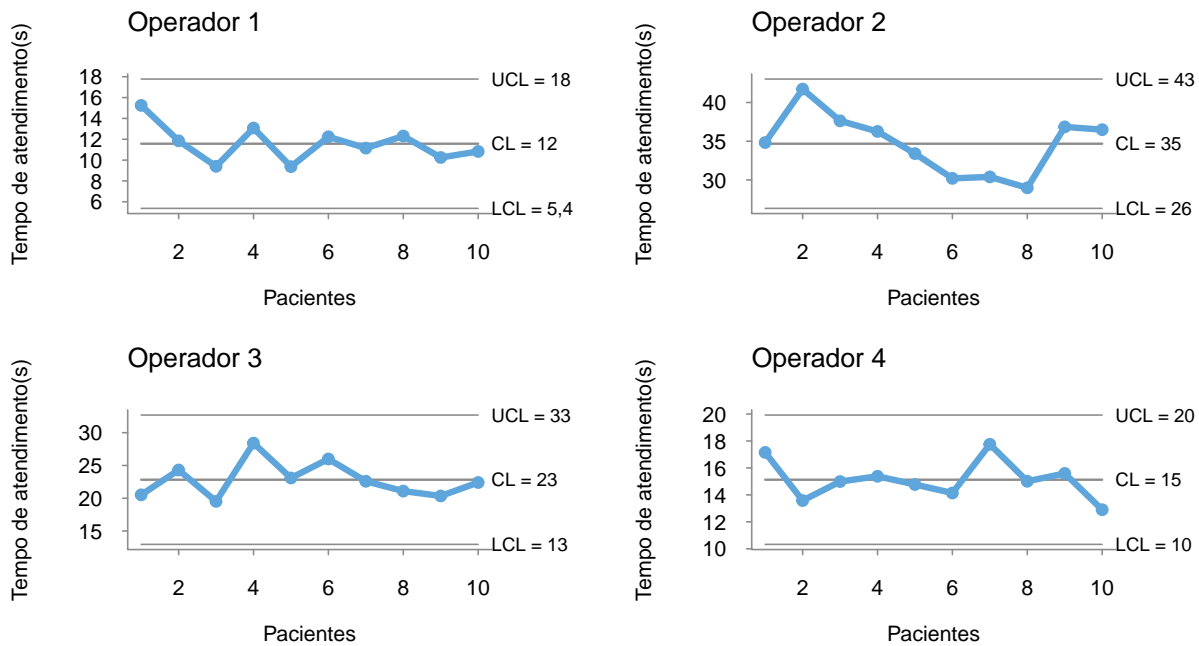 Operador 1
Tempo de atendimento(s)
18
16
14
12
10
8
6
UCL = 18
CL = 12
LCL = 5,4
2
4
6
8
10
Pacientes
Operador 2
Tempo de atendimento(s)
40
35
30
UCL = 43
CL = 35
LCL = 26
2
4
6
8
10
Pacientes
Operador 3
Tempo de atendimento(s)
30
25
20
15
UCL = 33
CL = 23
LCL = 13
2
4
6
8
10
Pacientes
Operador 4
Tempo de atendimento(s)
20
18
16
14
12
10
UCL = 20
CL = 15
LCL = 10
2
4
6
8
10
Pacientes